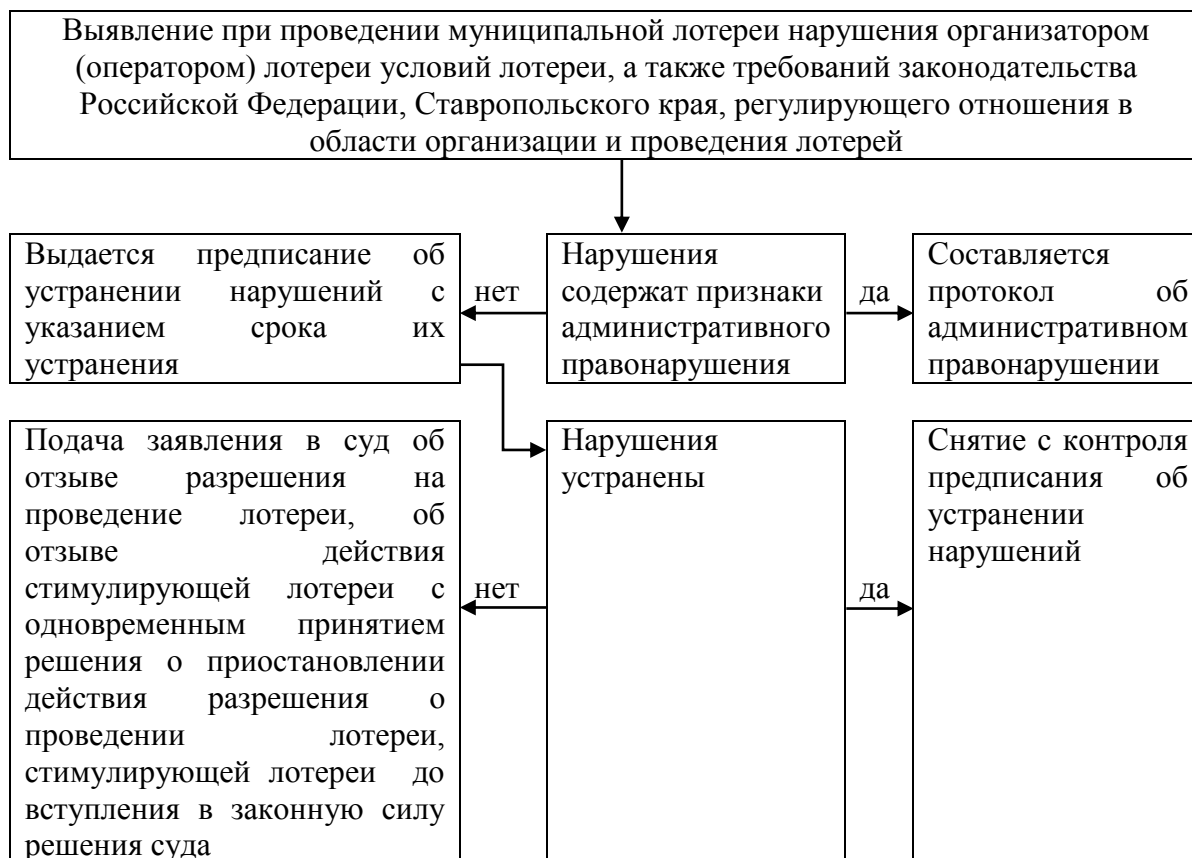 Выявление при проведении муниципальной лотереи нарушения организатором
(оператором) лотереи условий лотереи, а также требований законодательства
Российской Федерации, Ставропольского края, регулирующего отношения в
области организации и проведения лотерей
Выдается предписание об
устранении нарушений с
указанием срока их
устранения
нет
Нарушения
содержат признаки
административного
правонарушения
да
Составляется
протокол об
административном
правонарушении
Подача заявления в суд об
отзыве разрешения на
проведение лотереи, об
отзыве действия
стимулирующей лотереи с
одновременным принятием
решения о приостановлении
действия разрешения о
проведении лотереи,
стимулирующей лотереи до
вступления в законную силу
решения суда
нет
Нарушения
устранены
да
Снятие с контроля
предписания об
устранении
нарушений